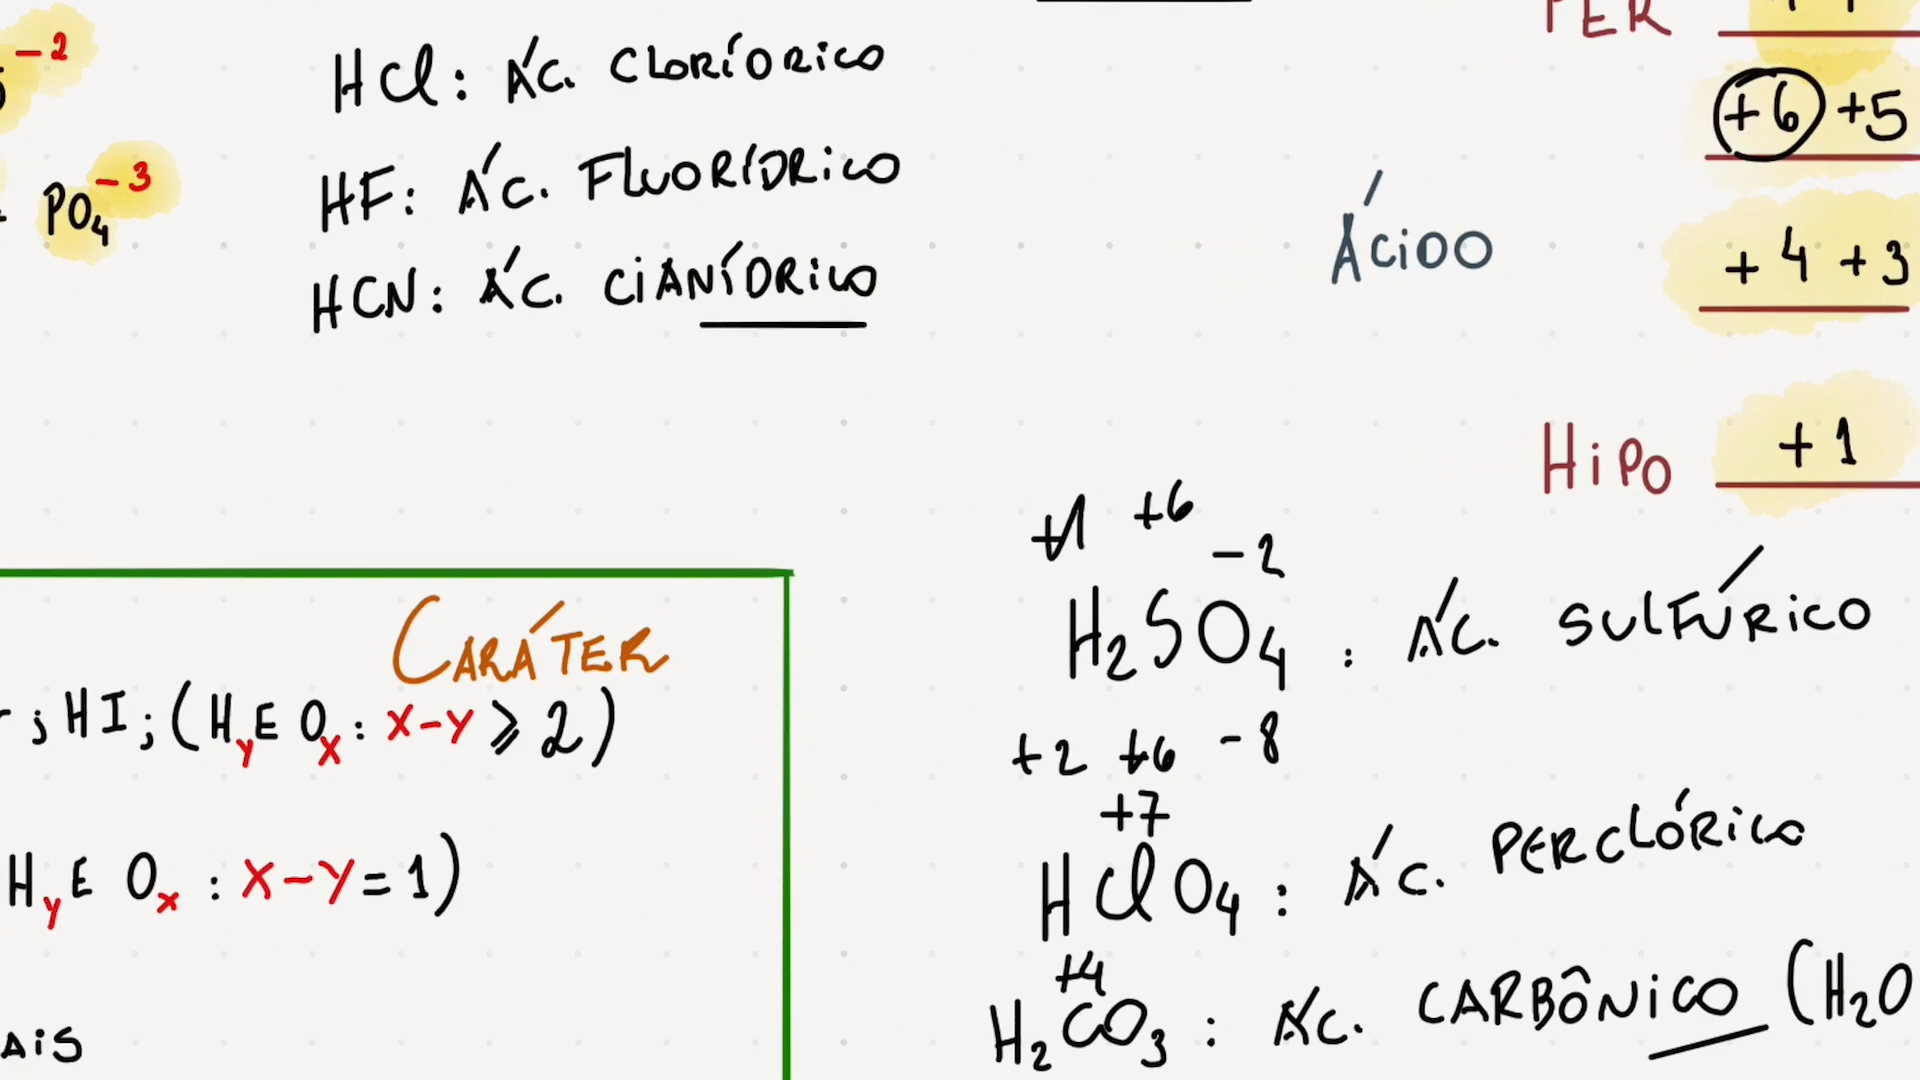 -2
PO4 -3
HCl: ÁC. CLORÍORICO
HF: ÁC. FLUORÍDRICO
HCN: ÁC. CIANÍDRICO
PER
+6 +5
ÁCIDO
+4 +3
HIPO +1
+1 +6 -2
H2SO4: ÁC. SULFÚRICO
+2 +6 -8
+7
HClO4: ÁC. PERCLÓRICO
+4
H2CO3: ÁC. CARBÔNICO (H2O
CARÁTER
; HI; (HyEOx: x-y ⩾ 2)
HyEOx: x-y = 1)
AIS